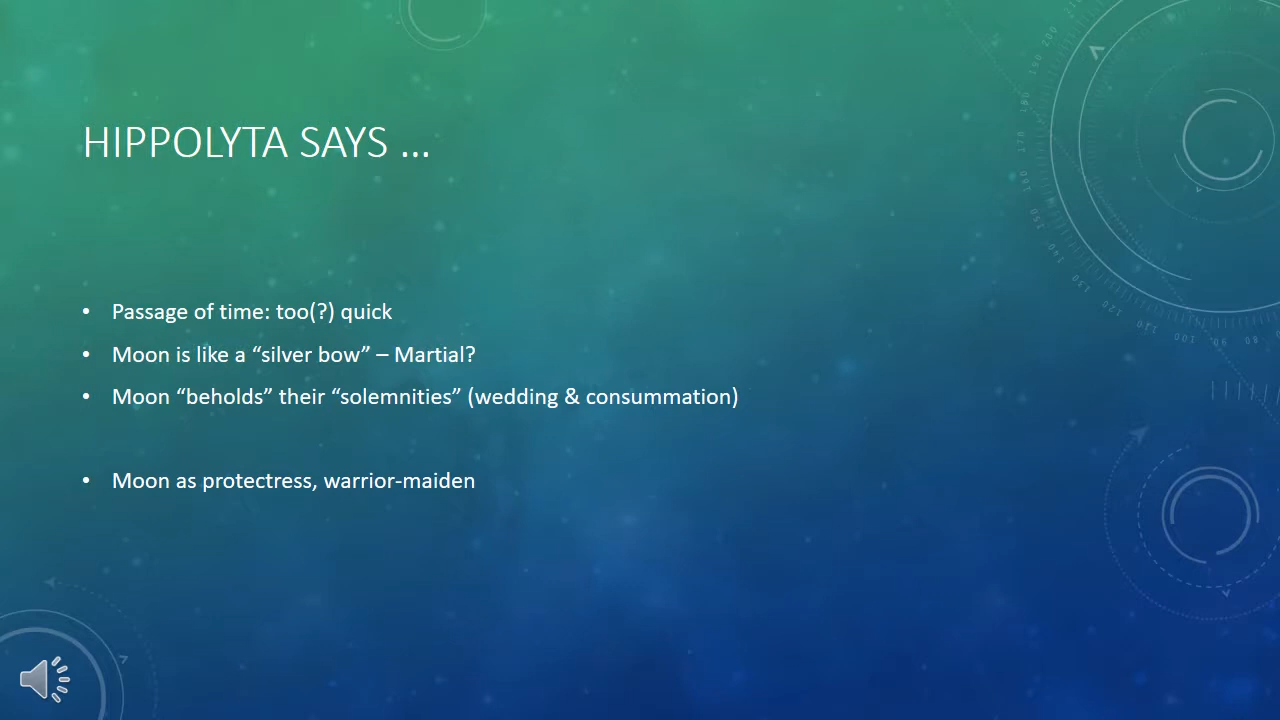 HIPPOLYTA SAYS …
• Passage of time: too(?) quick
• Moon is like a “silver bow” – Martial?
• Moon “beholds” their “solemnities” (wedding & consummation)
• Moon as protectress, warrior-maiden